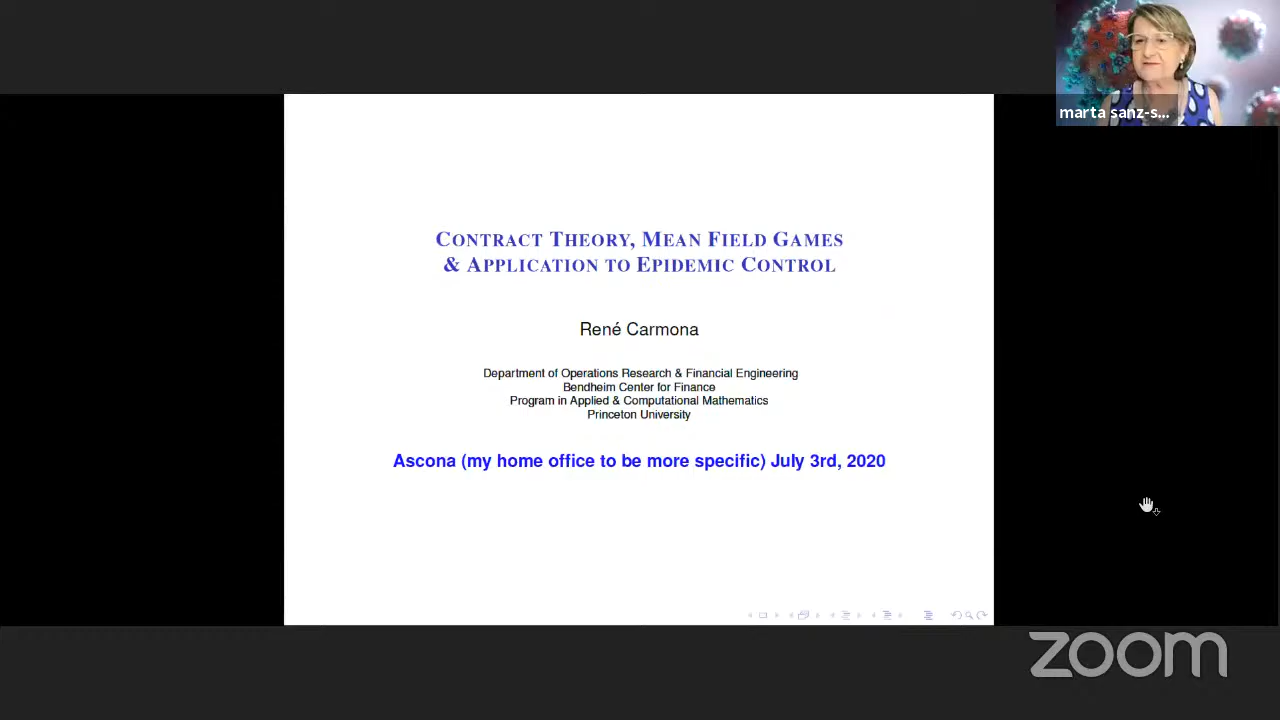 marta sanz-s...
CONTRACT THEORY, MEAN FIELD GAMES
& APPLICATION TO EPIDEMIC CONTROL
René Carmona
Department of Operations Research & Financial Engineering
Bendheim Center for Finance
Program in Applied & Computational Mathematics
Princeton University
Ascona (my home office to be more specific) July 3rd, 2020
zoom